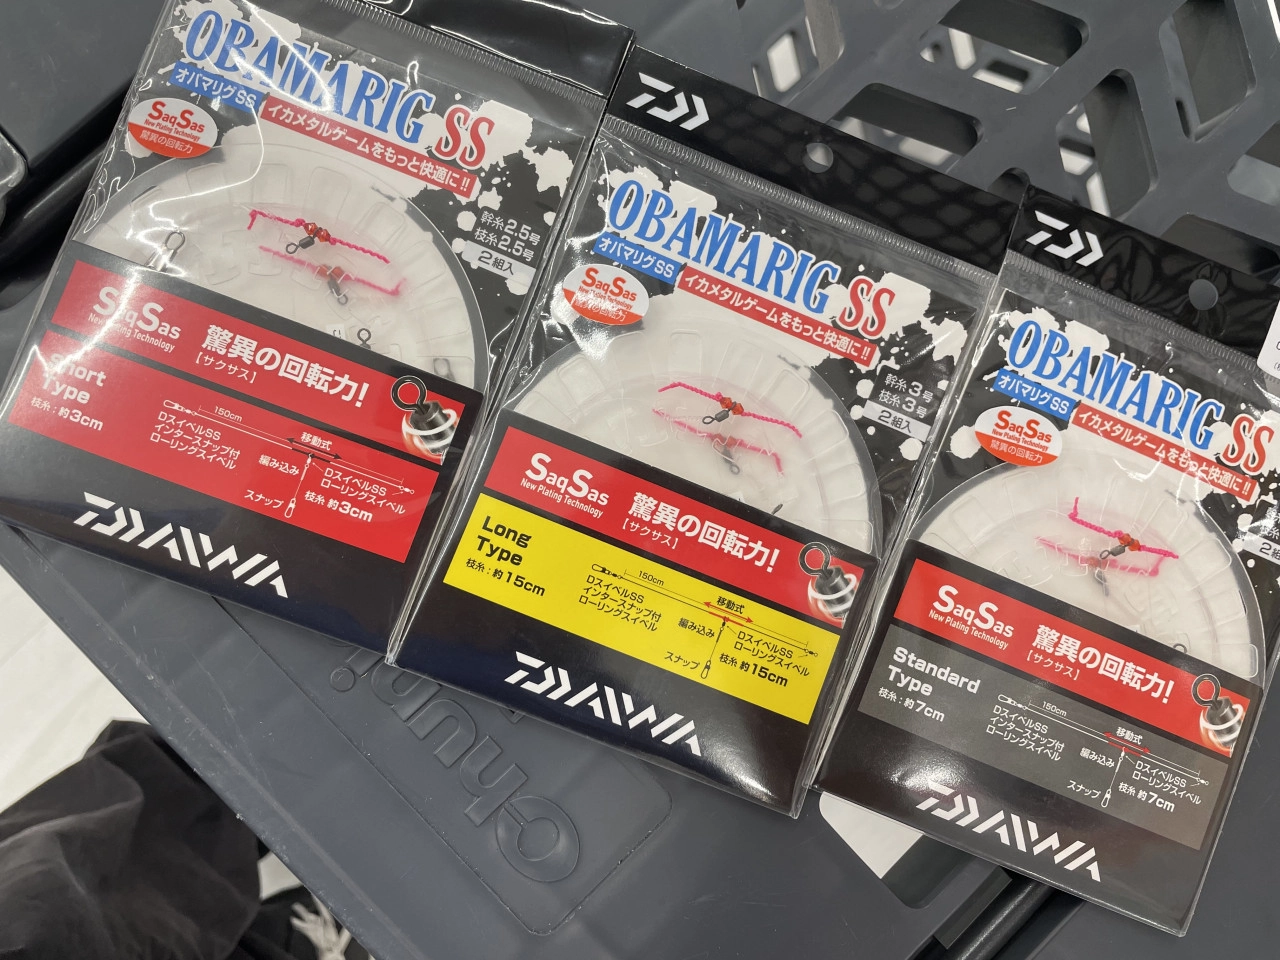 OBAMARIG SS
オバマリグSS
イカメタルゲームをもっと快適に!!
SaqSas
New Plating Technology
驚異の回転力
幹糸2.5号
枝糸2.5号
2組入
SaqSas
New Plating Technology
驚異の回転力!
【サクサス】
Short
Type
枝糸:約3cm
150cm
DスイベルSS
インタースナップ付
ローリングスイベル
移動式
編み込み
DスイベルSS
ローリングスイベル
スナップ
枝糸 約3cm
DAIWA
OBAMARIG SS
オバマリグSS
イカメタルゲームをもっと快適に!!
SaqSas
New Plating Technology
驚異の回転力
幹糸3号
枝糸3号
2組入
SaqSas
New Plating Technology
驚異の回転力!
【サクサス】
Long
Type
枝糸:約15cm
150cm
DスイベルSS
インタースナップ付
ローリングスイベル
移動式
編み込み
DスイベルSS
ローリングスイベル
スナップ
枝糸 約15cm
DAIWA
OBAMARIG SS
オバマリグSS
イカメタルゲームをもっと快適に!!
SaqSas
New Plating Technology
驚異の回転力
SaqSas
New Plating Technology
驚異の回転力!
【サクサス】
Standard
Type
枝糸:約7cm
150cm
DスイベルSS
インタースナップ付
ローリングスイベル
移動式
編み込み
DスイベルSS
ローリングスイベル
スナップ
枝糸 約7cm
DAIWA